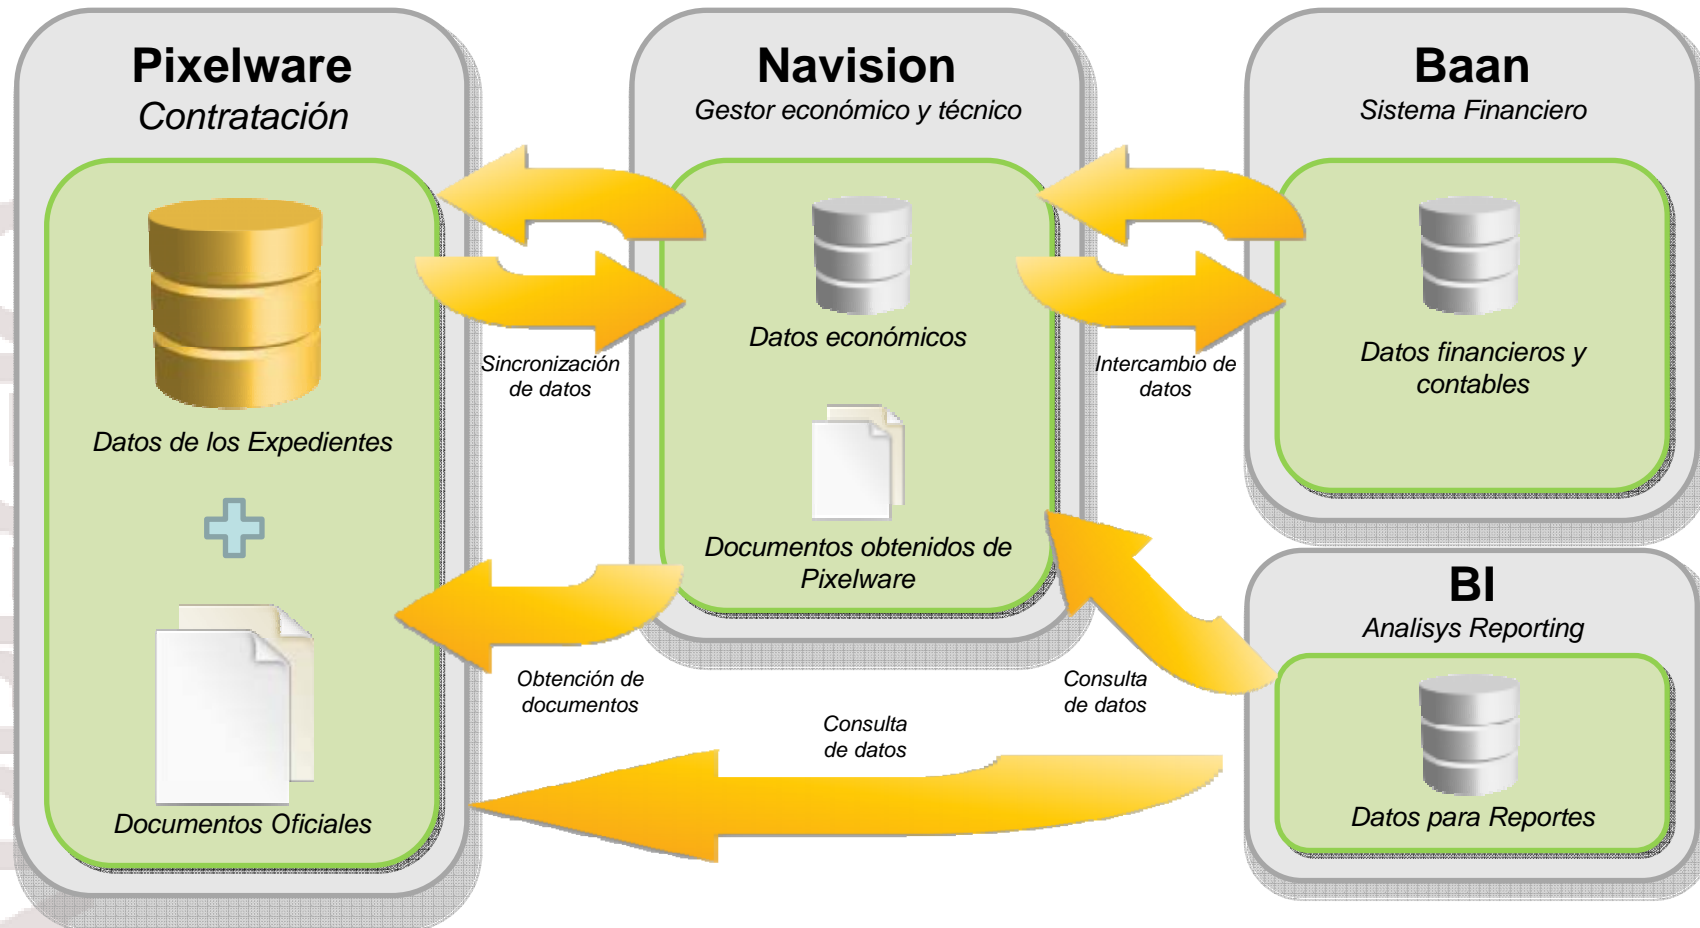 Pixelware
Contratación
Datos de los Expedientes
Documentos Oficiales
Sincronización
de datos
Obtención de
documentos
Navision
Gestor económico y técnico
Datos económicos
Documentos obtenidos de
Pixelware
Intercambio de
datos
Consulta
de datos
Consulta
de datos
Baan
Sistema Financiero
Datos financieros y
contables
BI
Analisys Reporting
Datos para Reportes